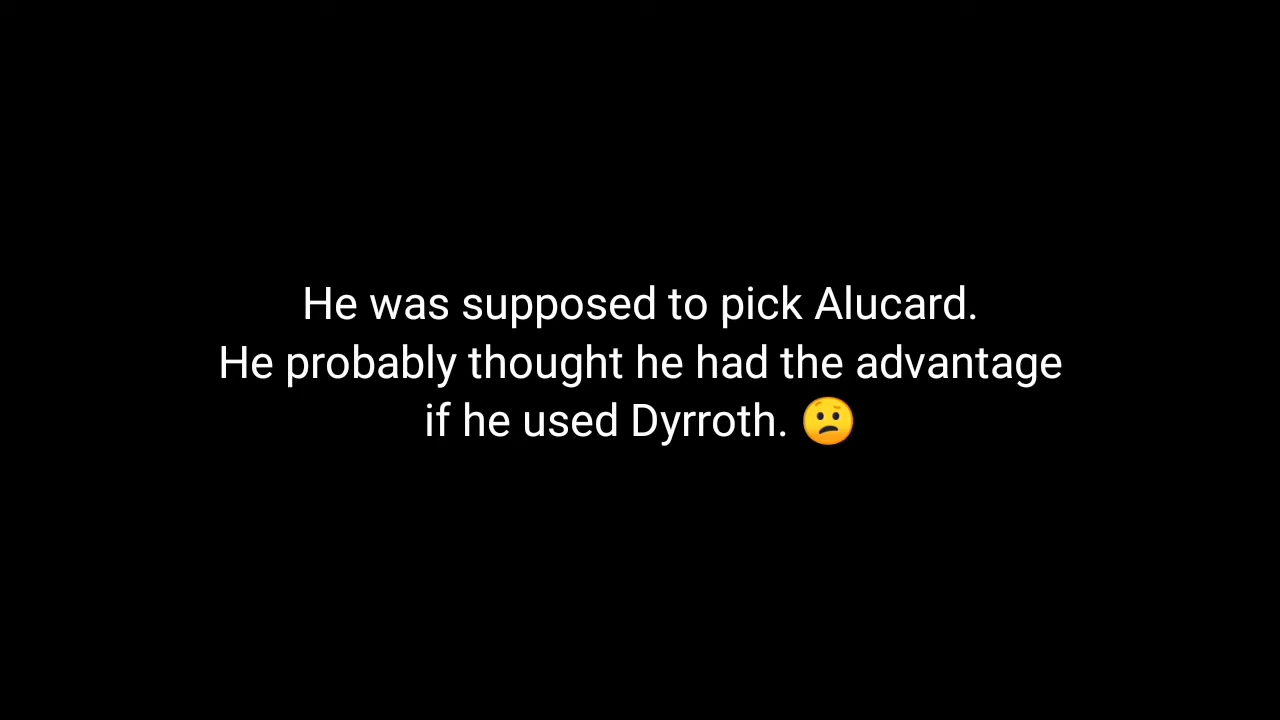 He was supposed to pick Alucard.
He probably thought he had the advantage
if he used Dyrroth. 😕